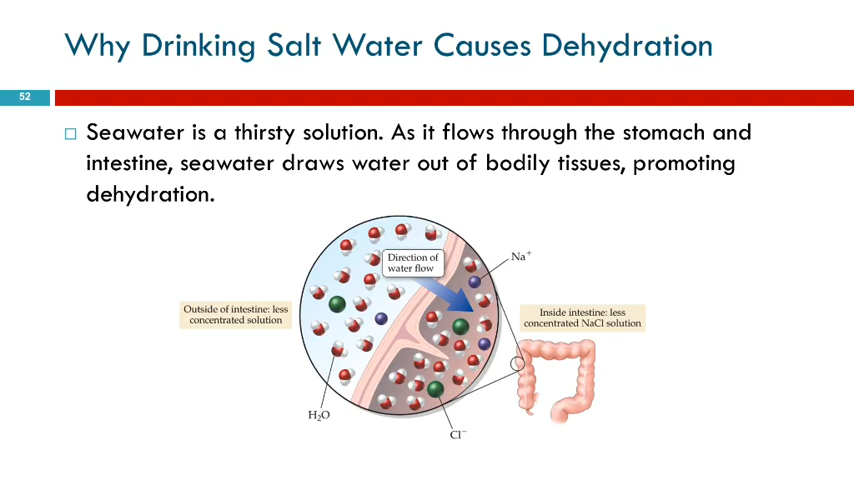 Why Drinking Salt Water Causes Dehydration
52
Seawater is a thirsty solution. As it flows through the stomach and
intestine, seawater draws water out of bodily tissues, promoting
dehydration.
Direction of
water flow
Na⁺
Outside of intestine: less
concentrated solution
Inside intestine: less
concentrated NaCl solution
H₂O
Cl⁻